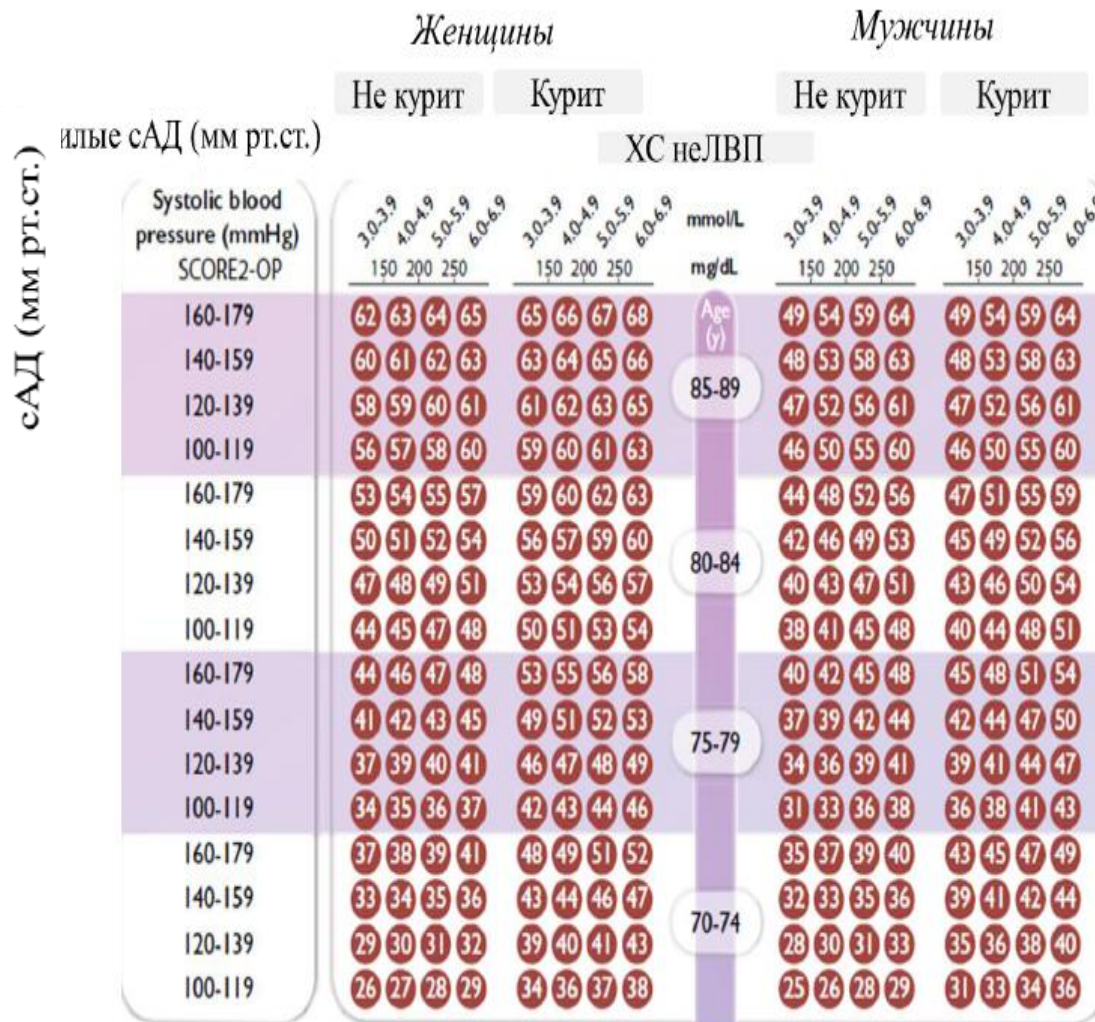 Женщины Мужчины
Не курит Курит Не курит Курит
илые сАД (мм рт.ст.)
ХС неЛВП
сАД (мм рт.ст.)
Systolic blood
pressure (mmHg)
SCORE2-OP
3.0-3.9 4.0-4.9 5.0-5.9 6.0-6.9 3.0-3.9 4.0-4.9 5.0-5.9 6.0-6.9 mmol/L 3.0-3.9 4.0-4.9 5.0-5.9 6.0-6.9 3.0-3.9 4.0-4.9 5.0-5.9
150 200 250 150 200 250 mg/dL 150 200 250 150 200 250
Age
(y)
160-179 62 63 64 65 65 66 67 68 49 54 59 64 49 54 59 64
140-159 60 61 62 63 63 64 65 66 48 53 58 63 48 53 58 63
85-89
120-139 58 59 60 61 61 62 63 65 47 52 56 61 47 52 56 61
100-119 56 57 58 60 59 60 61 63 46 50 55 60 46 50 55 60
160-179 53 54 55 57 59 60 62 63 44 48 52 56 47 51 55 59
140-159 50 51 52 54 56 57 59 60 42 46 49 53 45 49 52 56
80-84
120-139 47 48 49 51 53 54 56 57 40 43 47 51 43 46 50 54
100-119 44 45 47 48 50 51 53 54 38 41 45 48 40 44 48 51
160-179 44 46 47 48 53 55 56 58 40 42 45 48 45 48 51 54
140-159 41 42 43 45 49 51 52 53 37 39 42 44 42 44 47 50
75-79
120-139 37 39 40 41 46 47 48 49 34 36 39 41 39 41 44 47
100-119 34 35 36 37 42 43 44 46 31 33 36 38 36 38 41 43
160-179 37 38 39 41 48 49 51 52 35 37 39 40 43 45 47 49
140-159 33 34 35 36 43 44 46 47 32 33 35 36 39 41 42 44
70-74
120-139 29 30 31 32 39 40 41 43 28 30 31 33 35 36 38 40
100-119 26 27 28 29 34 36 37 38 25 26 28 29 31 33 34 36